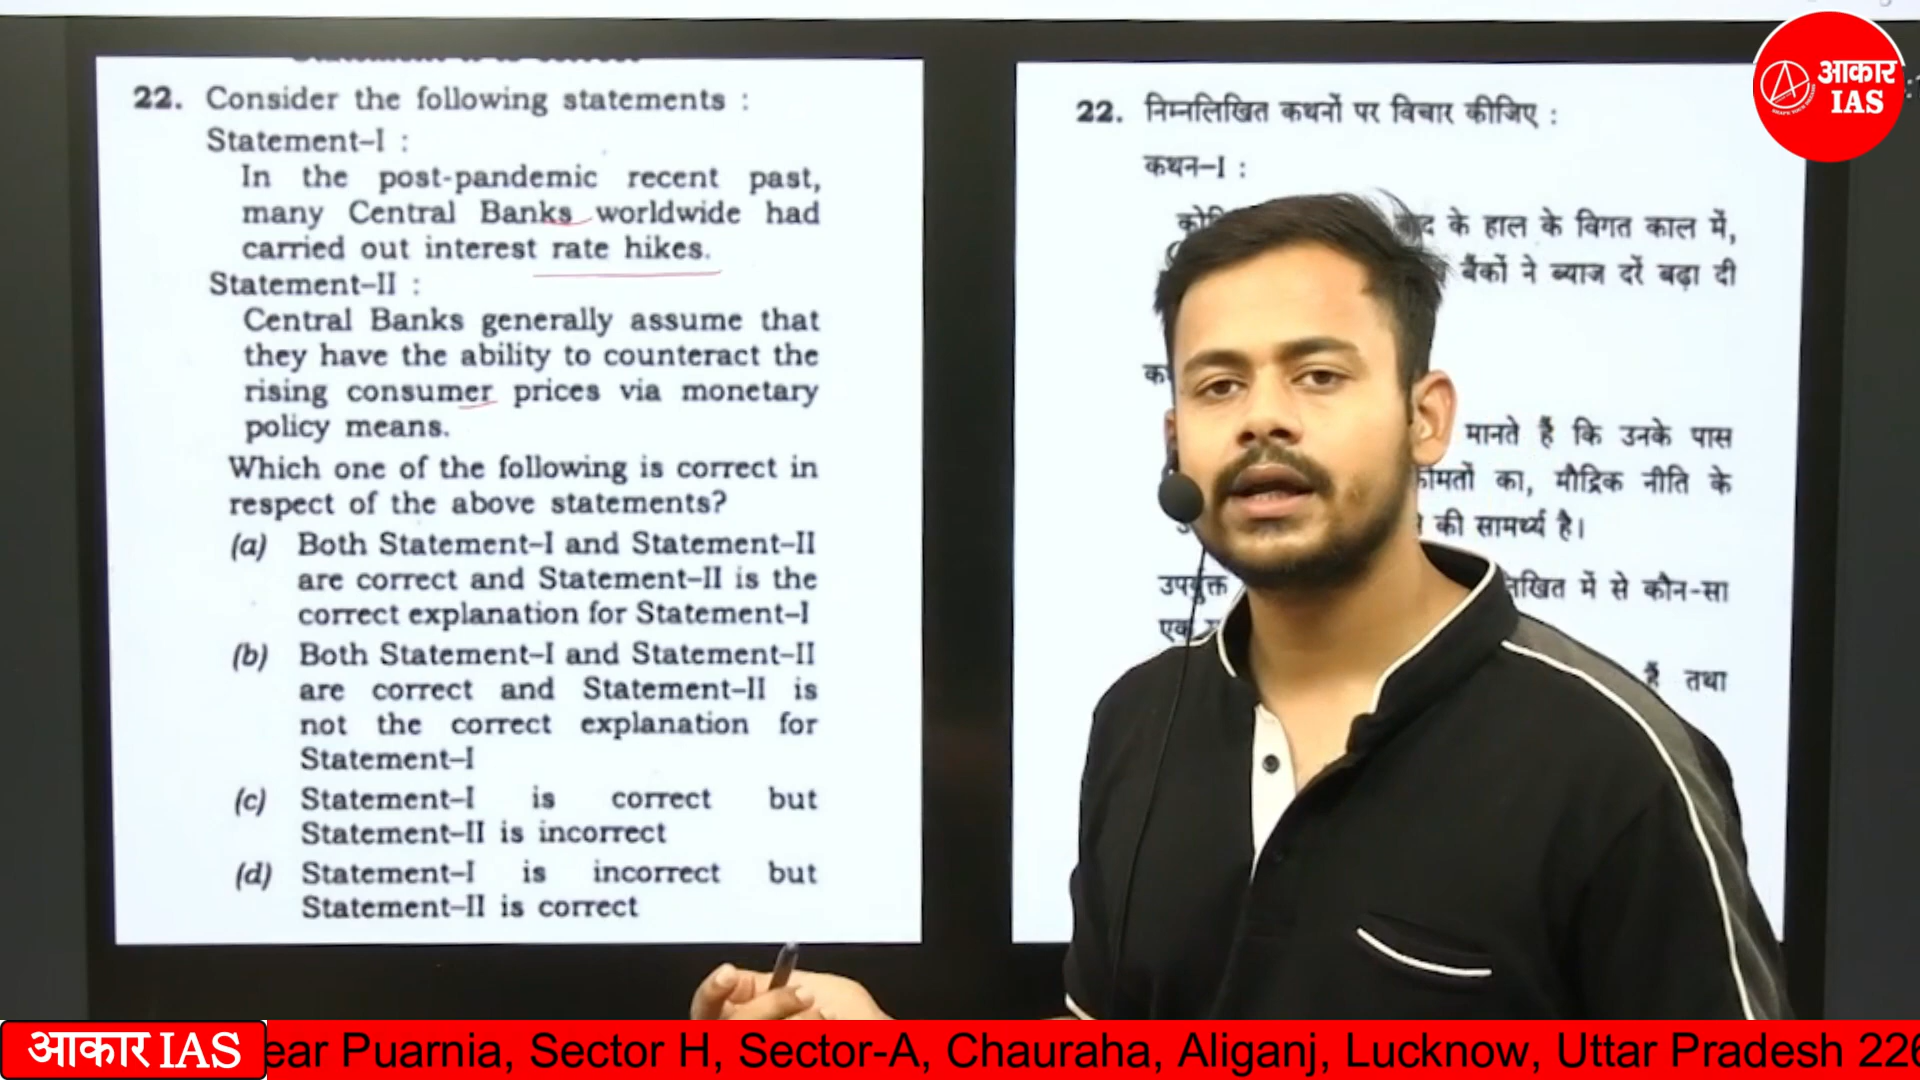 22. Consider the following statements :
Statement–I :
In the post-pandemic recent past,
many Central Banks worldwide had
carried out interest rate hikes.
Statement–II :
Central Banks generally assume that
they have the ability to counteract the
rising consumer prices via monetary
policy means.
Which one of the following is correct in
respect of the above statements?
(a) Both Statement–I and Statement–II
are correct and Statement–II is the
correct explanation for Statement–I
(b) Both Statement–I and Statement–II
are correct and Statement–II is
not the correct explanation for
Statement–I
(c) Statement–I is correct but
Statement–II is incorrect
(d) Statement–I is incorrect but
Statement–II is correct
22. निम्नलिखित कथनों पर विचार कीजिए :
कथन–I :
के हाल के विगत काल में,
बैंकों ने ब्याज दरें बढ़ा दी
मानते हैं कि उनके पास
का, मौद्रिक नीति के
की सामर्थ्य है।
उपर्युक्त में से कौन-सा
एक
हैं तथा
आकार
IAS
आकार IAS
ear Puarnia, Sector H, Sector-A, Chauraha, Aliganj, Lucknow, Uttar Pradesh 226